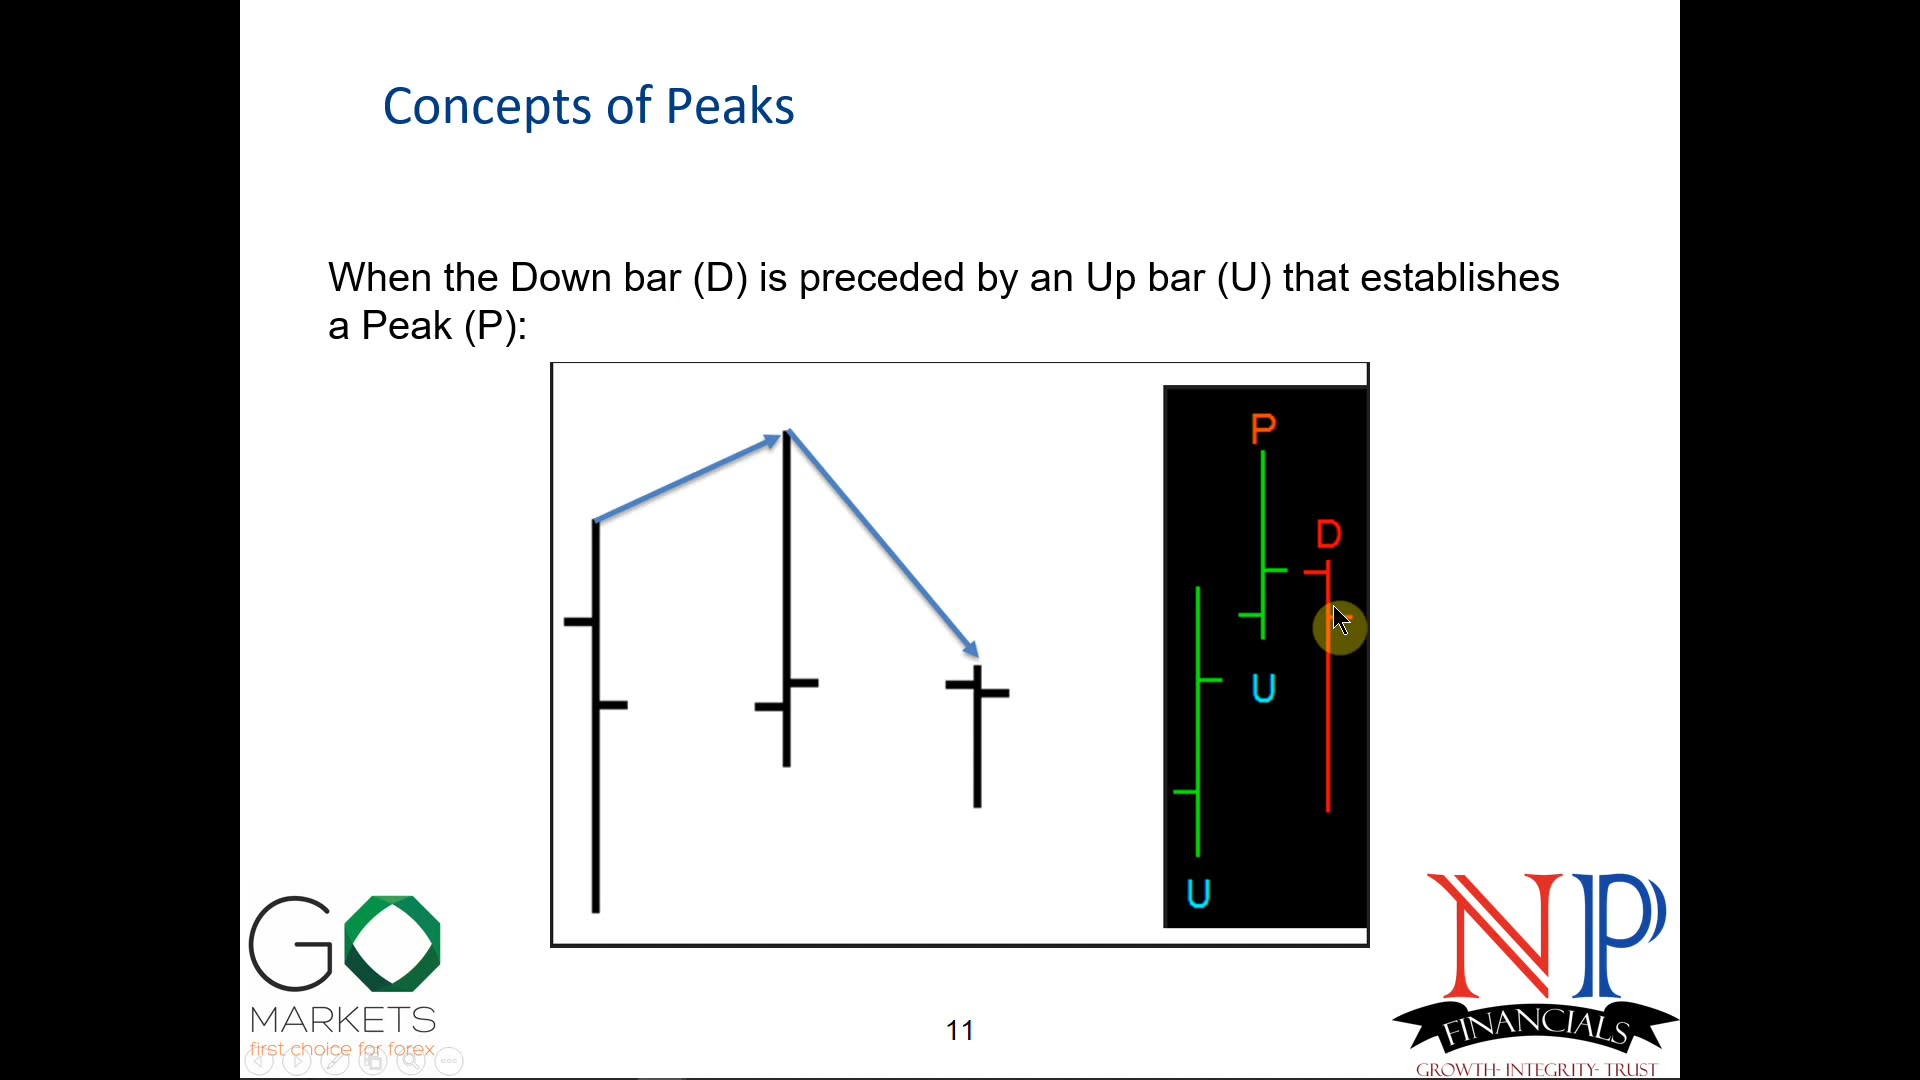 Concepts of Peaks
When the Down bar (D) is preceded by an Up bar (U) that establishes
a Peak (P):
P
D
U
U
GO
MARKETS
first choice for forex
11
NP
FINANCIALS
GROWTH- INTEGRITY- TRUST